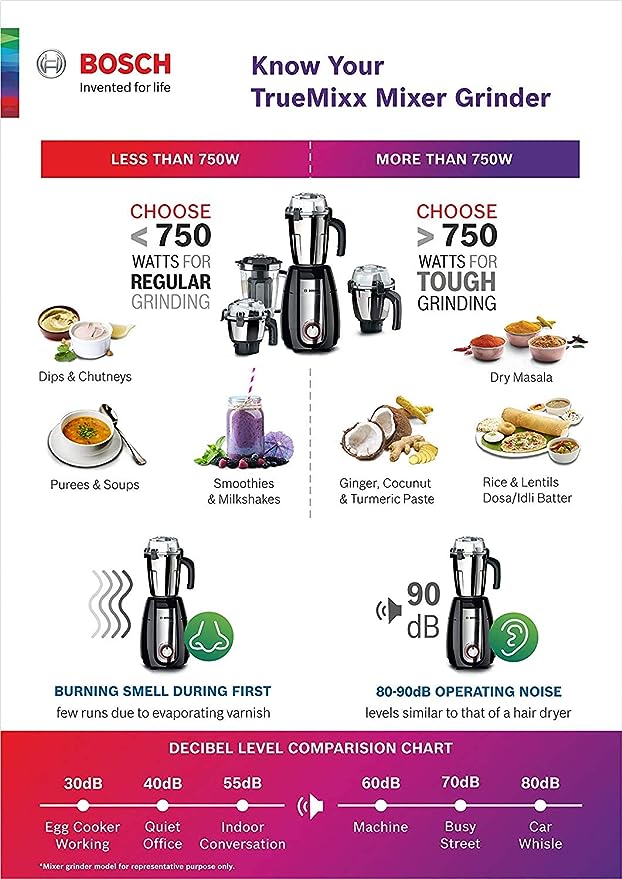 BOSCH
Invented for life
Know Your
TrueMixx Mixer Grinder
LESS THAN 750W
MORE THAN 750W
CHOOSE
< 750
WATTS FOR
REGULAR
GRINDING
CHOOSE
> 750
WATTS FOR
TOUGH
GRINDING
Dips & Chutneys
Dry Masala
Purees & Soups
Smoothies
& Milkshakes
Ginger, Coconut
& Turmeric Paste
Rice & Lentils
Dosa/Idli Batter
90
dB
BURNING SMELL DURING FIRST
few runs due to evaporating varnish
80-90dB OPERATING NOISE
levels similar to that of a hair dryer
DECIBEL LEVEL COMPARISION CHART
30dB
40dB
55dB
60dB
70dB
80dB
Egg Cooker
Working
Quiet
Office
Indoor
Conversation
Machine
Busy
Street
Car
Whisle
*Mixer grinder model for representative purpose only.